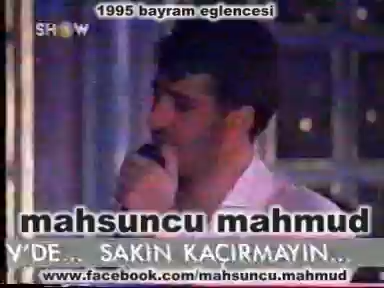 1995 bayram eglencesi
SHOW
mahsuncu mahmud
V'DE... SAKIN KAÇIRMAYIN...
www.facebook.com/mahsuncu.mahmud